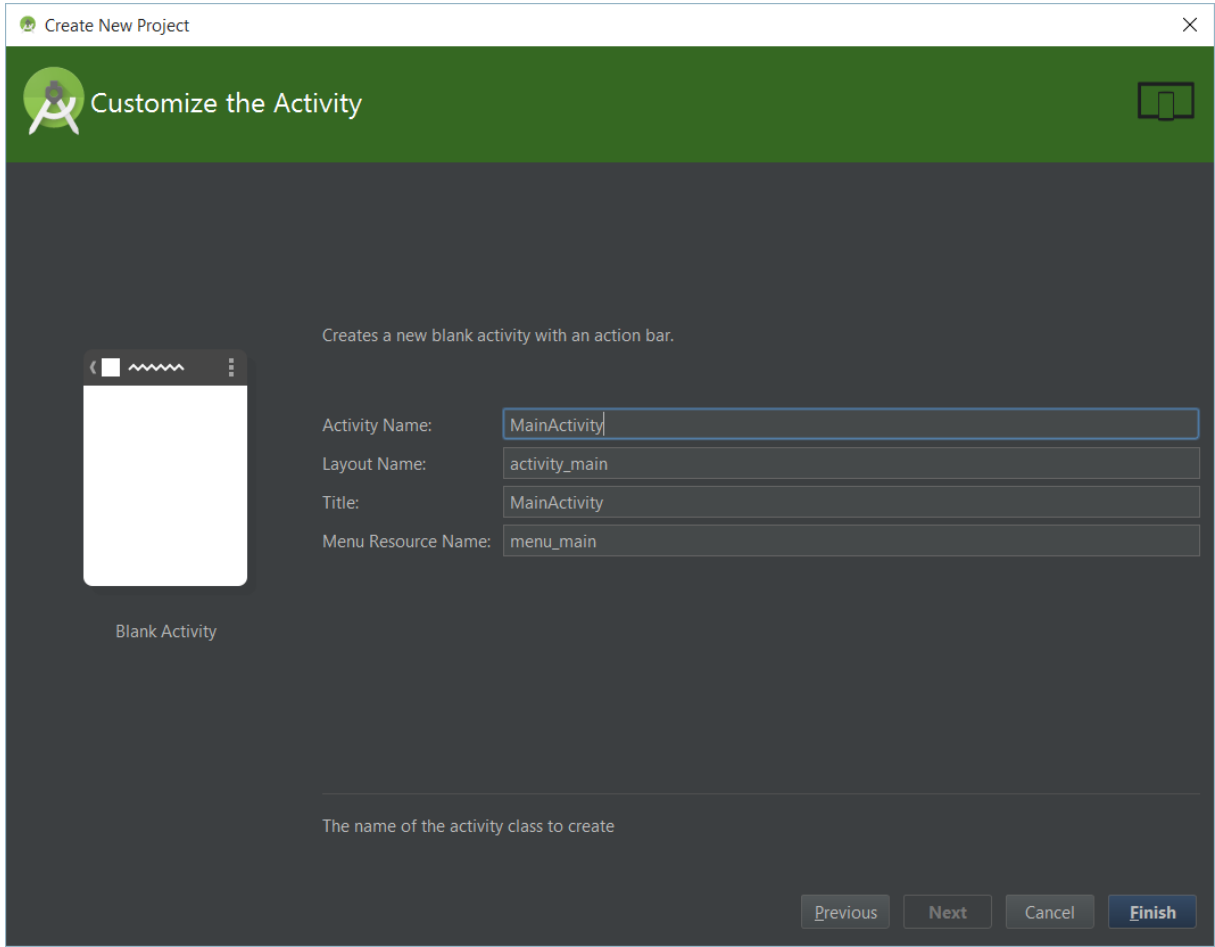 Create New Project
Customize the Activity
Creates a new blank activity with an action bar.
Activity Name: MainActivity
Layout Name: activity_main
Title: MainActivity
Menu Resource Name: menu_main
Blank Activity
The name of the activity class to create
Previous Next Cancel Finish